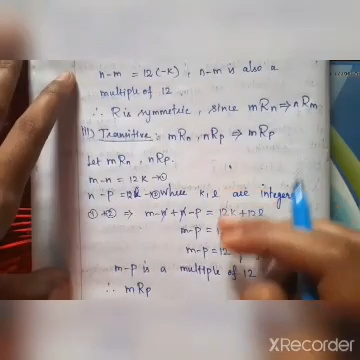 n-m = 12(-k); n-m is also a
multiple of 12
∴ R is symmetric, since mRn ⇒ nRm.
III) Transitive: mRn, nRp ⇒ mRp
Let mRn, nRp.
m-n = 12k → ①
n-p = 12l → ② where k, l are integers
① + ② ⇒ m-n+n-p = 12k+12l
m-p =
m-p = 12
m-p is a multiple of 12
∴ mRp
XRecorder